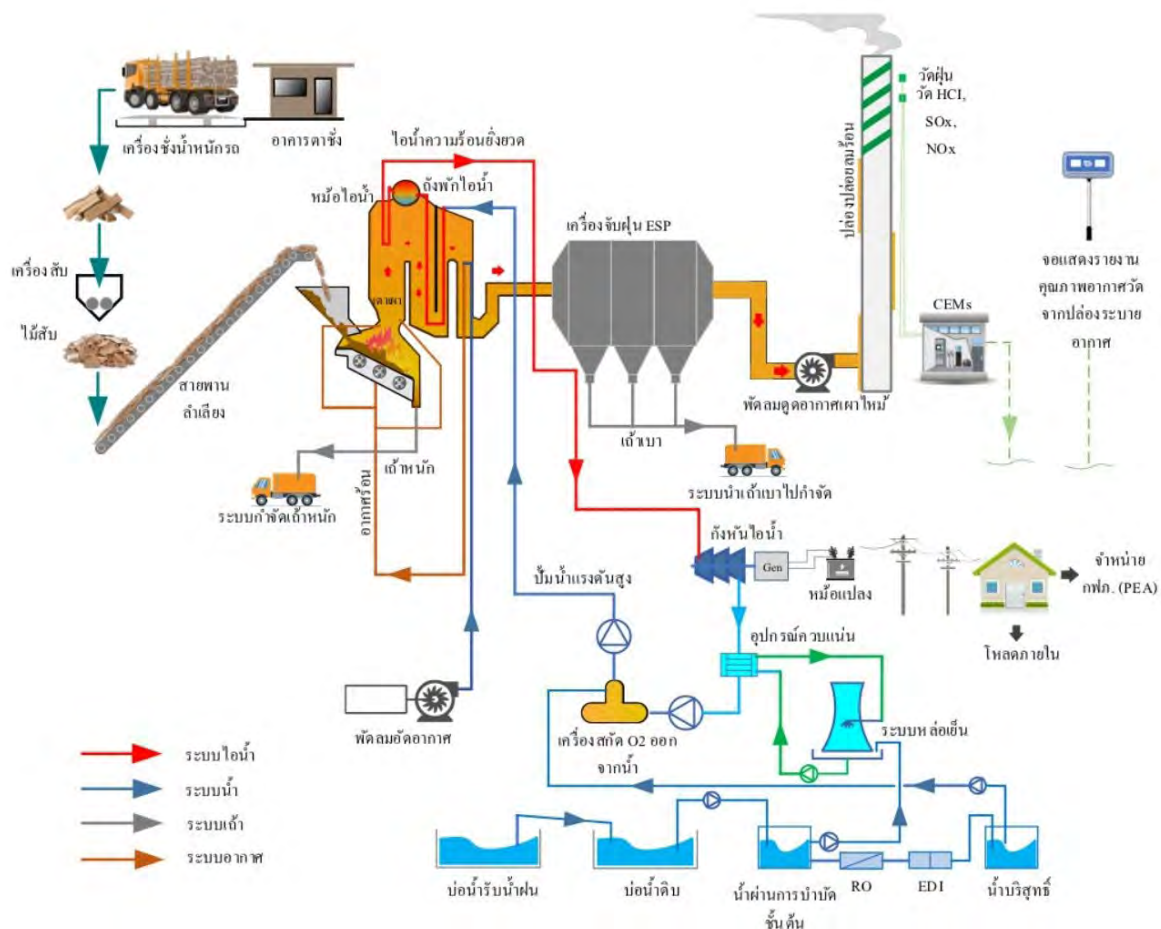 เครื่องชั่งน้ำหนักรถ
อาคารตาชั่ง
เครื่องสับ
ไม้สับ
สายพาน
ลำเลียง
ไอน้ำความร้อนยิ่งยวด
หม้อไอน้ำ
ถังพักไอน้ำ
เตาเผา
เครื่องจับฝุ่น ESP
ปล่องปล่อยลมร้อน
วัดฝุ่น
วัด HCl,
SOx,
NOx
CEMs
จอแสดงรายงาน
คุณภาพอากาศวัด
จากปล่องระบาย
อากาศ
พัดลมดูดอากาศเผาไหม้
เถ้าเบา
ระบบนำเถ้าเบาไปกำจัด
เถ้าหนัก
ระบบกำจัดเถ้าหนัก
อากาศร้อน
กังหันไอน้ำ
Gen
หม้อแปลง
จำหน่าย
กฟภ. (PEA)
โหลดภายใน
ปั้มน้ำแรงดันสูง
อุปกรณ์ควบแน่น
พัดลมอัดอากาศ
เครื่องสกัด O2 ออก
จากน้ำ
ระบบหล่อเย็น
ระบบไอน้ำ
ระบบน้ำ
ระบบเถ้า
ระบบอากาศ
บ่อน้ำรับน้ำฝน
บ่อน้ำดิบ
น้ำผ่านการบำบัด
ชั้นต้น
RO
EDI
น้ำบริสุทธิ์